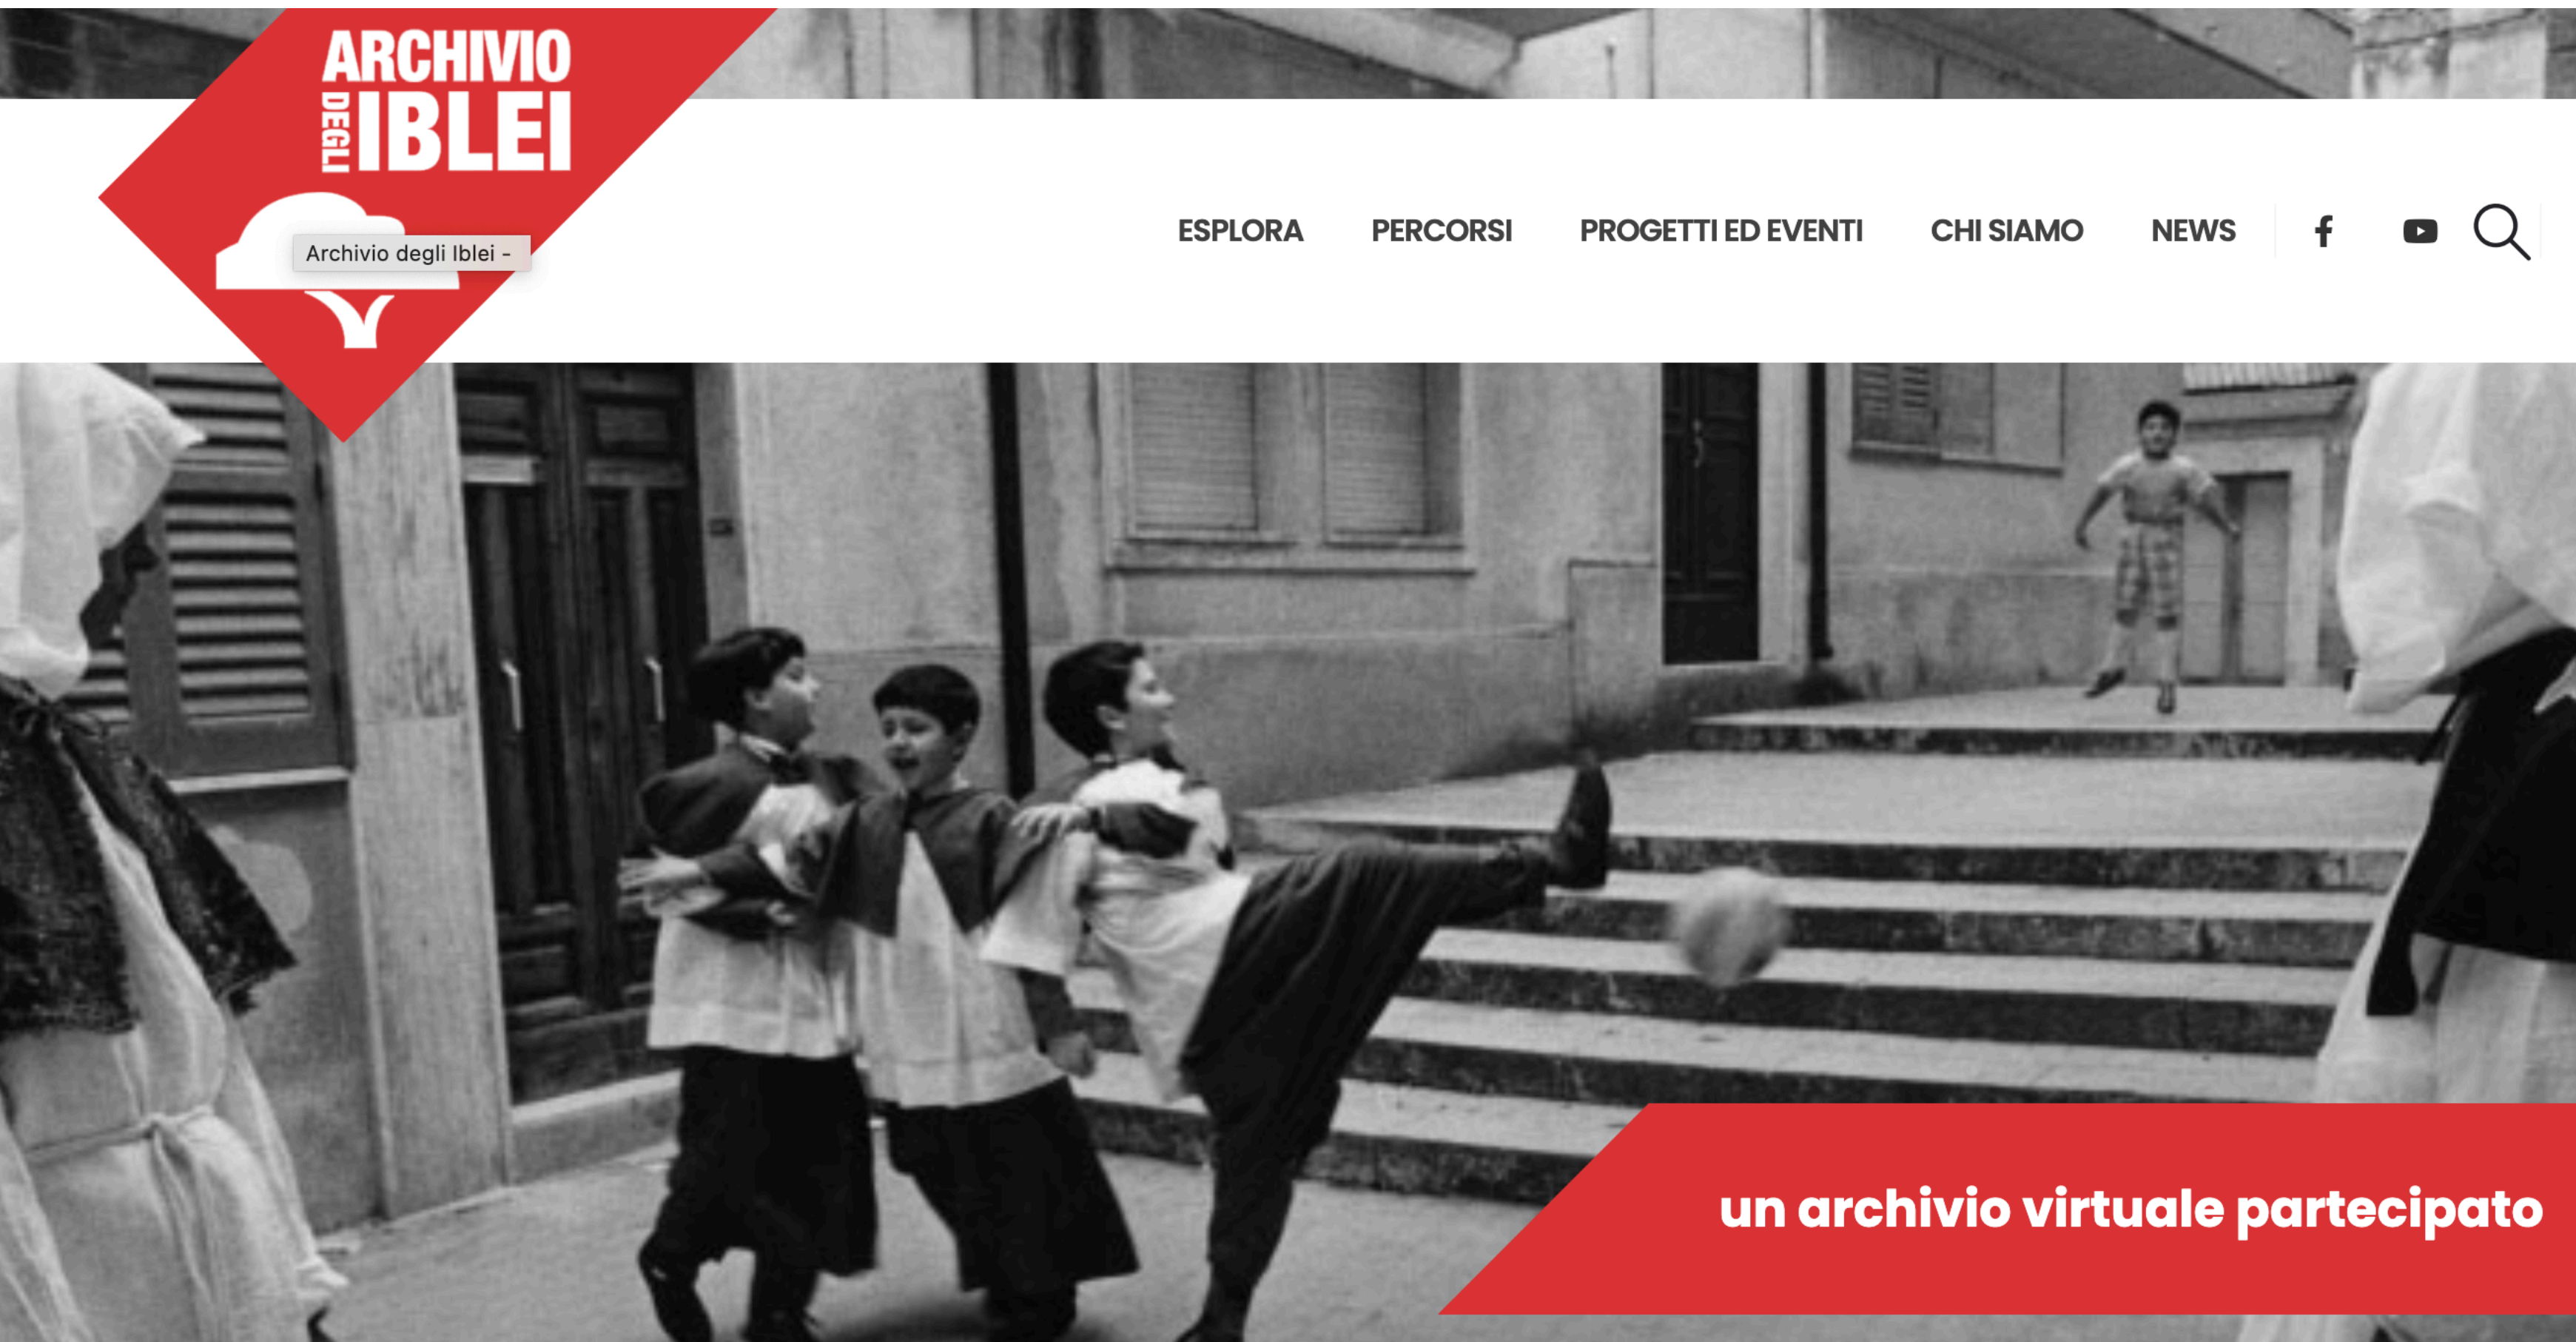 ARCHIVIO
DEGLI IBLEI
Archivio degli Iblei -
ESPLORA PERCORSI PROGETTI ED EVENTI CHI SIAMO NEWS
un archivio virtuale partecipato